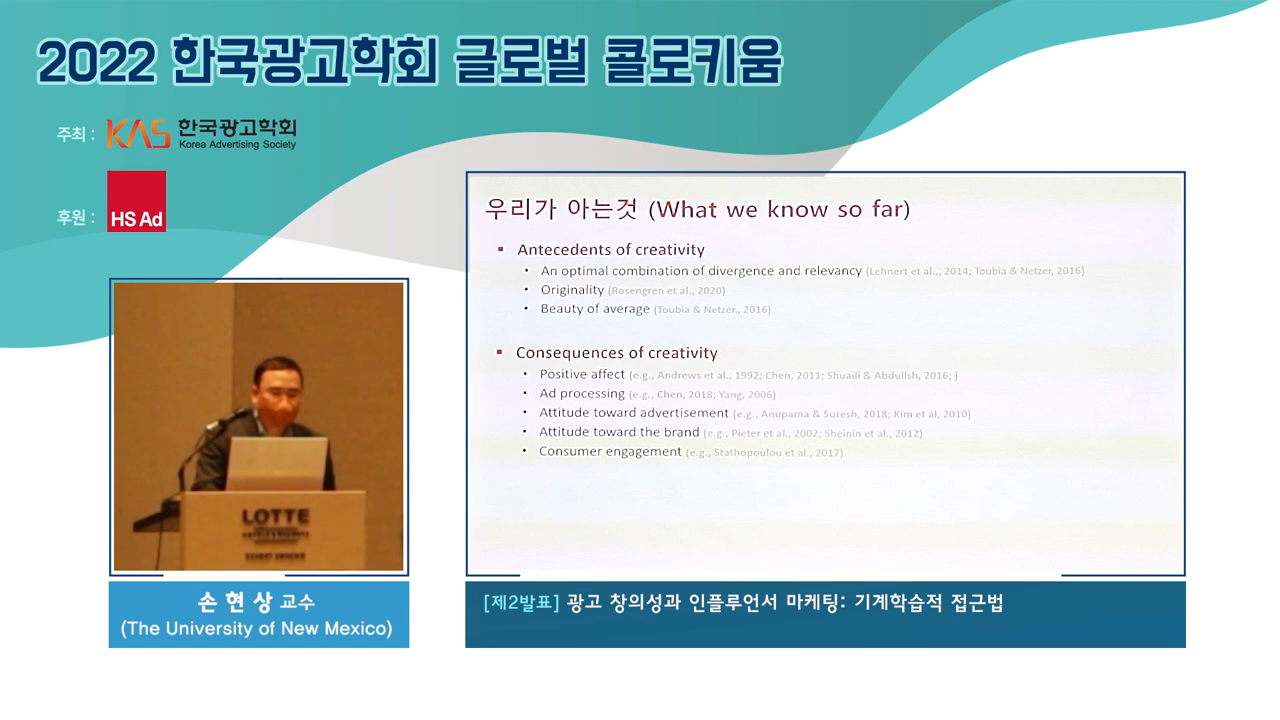 2022 한국광고학회 글로벌 콜로키움
주최 : KAS 한국광고학회
Korea Advertising Society
후원 : HS Ad
우리가 아는것 (What we know so far)
▪ Antecedents of creativity
• An optimal combination of divergence and relevancy (Lehnert et al.,, 2014; Toubia & Netzer, 2016)
• Originality (Rosengren et al., 2020)
• Beauty of average (Toubia & Netzer., 2016)
▪ Consequences of creativity
• Positive affect (e.g., Andrews et al., 1992; Chen, 2011; Shuaili & Abdullsh, 2016; )
• Ad processing (e.g., Chen, 2018; Yang, 2006)
• Attitude toward advertisement (e.g., Anupama & Suresh, 2018; Kim et al, 2010)
• Attitude toward the brand (e.g., Pieter et al., 2002; Sheinin et al., 2012)
• Consumer engagement (e.g., Stathopoulou et al., 2017)
LOTTE
손 현 상 교수
(The University of New Mexico)
[제2발표] 광고 창의성과 인플루언서 마케팅: 기계학습적 접근법